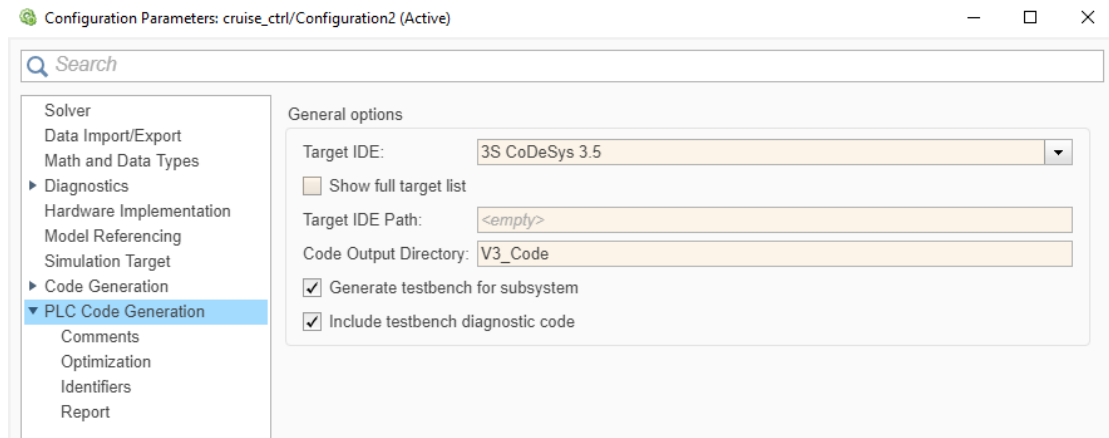 Configuration Parameters: cruise_ctrl/Configuration2 (Active)
Search
Solver
Data Import/Export
Math and Data Types
Diagnostics
Hardware Implementation
Model Referencing
Simulation Target
Code Generation
PLC Code Generation
Comments
Optimization
Identifiers
Report
General options
Target IDE: 3S CoDeSys 3.5
Show full target list
Target IDE Path: <empty>
Code Output Directory: V3_Code
Generate testbench for subsystem
Include testbench diagnostic code